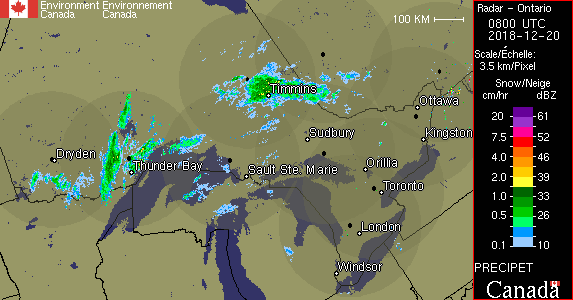 Environment Environnement
Canada Canada
100 KM
Radar - Ontario
0800 UTC
2018-12-20
Scale/Échelle:
3.5 km/Pixel
Snow/Neige
cm/hr dBZ
20 61
7.5 52
4.0 46
2.0 39
1.0 33
0.5 26
0.1 10
PRECIPET
Canada
Timmins
Ottawa
Sudbury
Kingston
Dryden
Thunder Bay
Sault Ste. Marie
Orillia
Toronto
London
Windsor